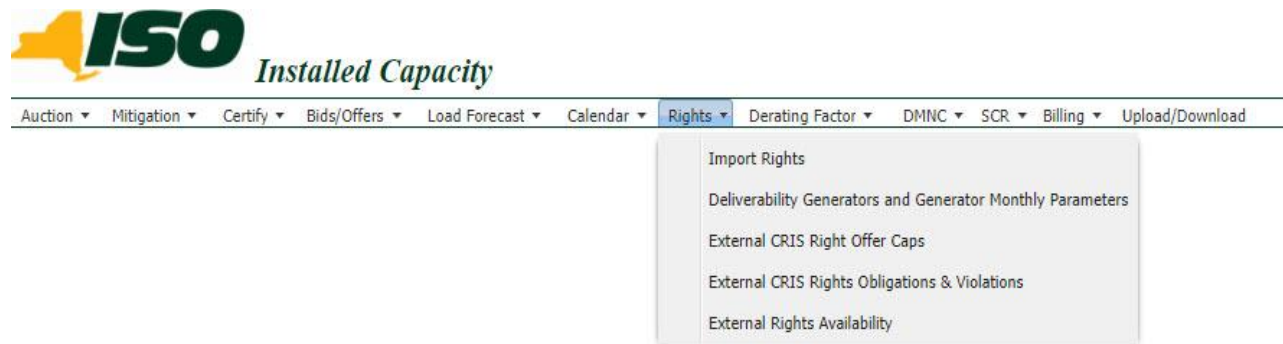 ISO
Installed Capacity
Auction Mitigation Certify Bids/Offers Load Forecast Calendar Rights Derating Factor DMNC SCR Billing Upload/Download
Import Rights
Deliverability Generators and Generator Monthly Parameters
External CRIS Right Offer Caps
External CRIS Rights Obligations & Violations
External Rights Availability